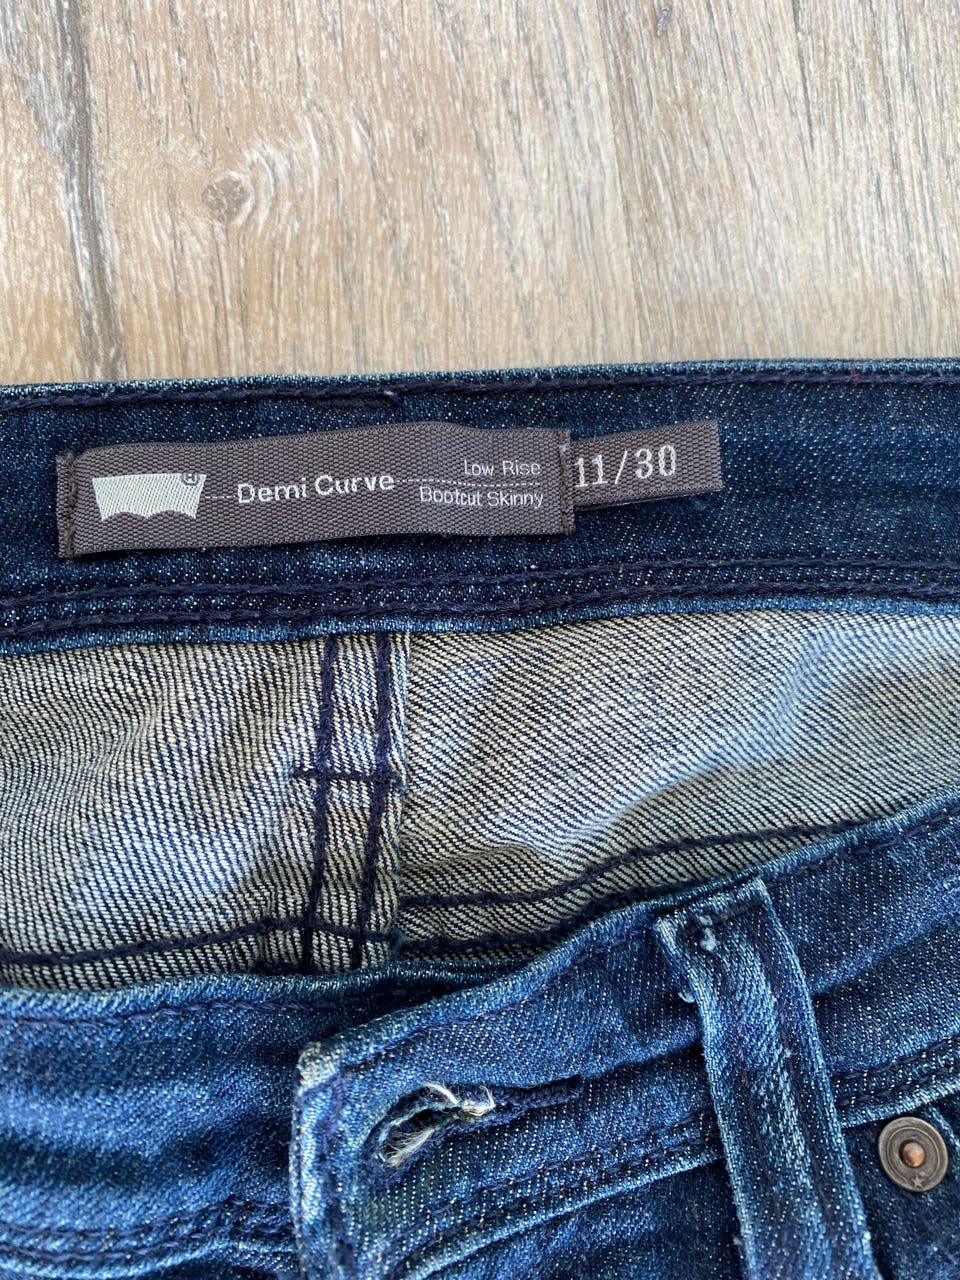 Demi Curve
Low Rise
Bootcut Skinny
11/30
®